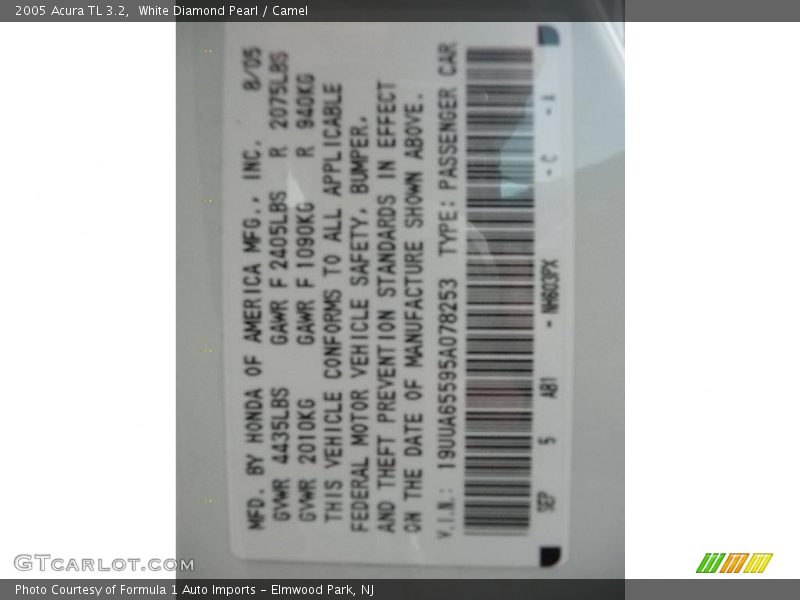 2005 Acura TL 3.2, White Diamond Pearl / Camel
MFD. BY HONDA OF AMERICA MFG., INC. 8/05
GVWR 4435LBS GAWR F 2405LBS R 2075LBS
GVWR 2010KG GAWR F 1090KG R 940KG
THIS VEHICLE CONFORMS TO ALL APPLICABLE
FEDERAL MOTOR VEHICLE SAFETY, BUMPER,
AND THEFT PREVENTION STANDARDS IN EFFECT
ON THE DATE OF MANUFACTURE SHOWN ABOVE.
V.I.N.: 19UUA65595A078253 TYPE: PASSENGER CAR
SEP 5 AB1 - NH603PX - C - 1
GTCARLOT.COM
Photo Courtesy of Formula 1 Auto Imports - Elmwood Park, NJ